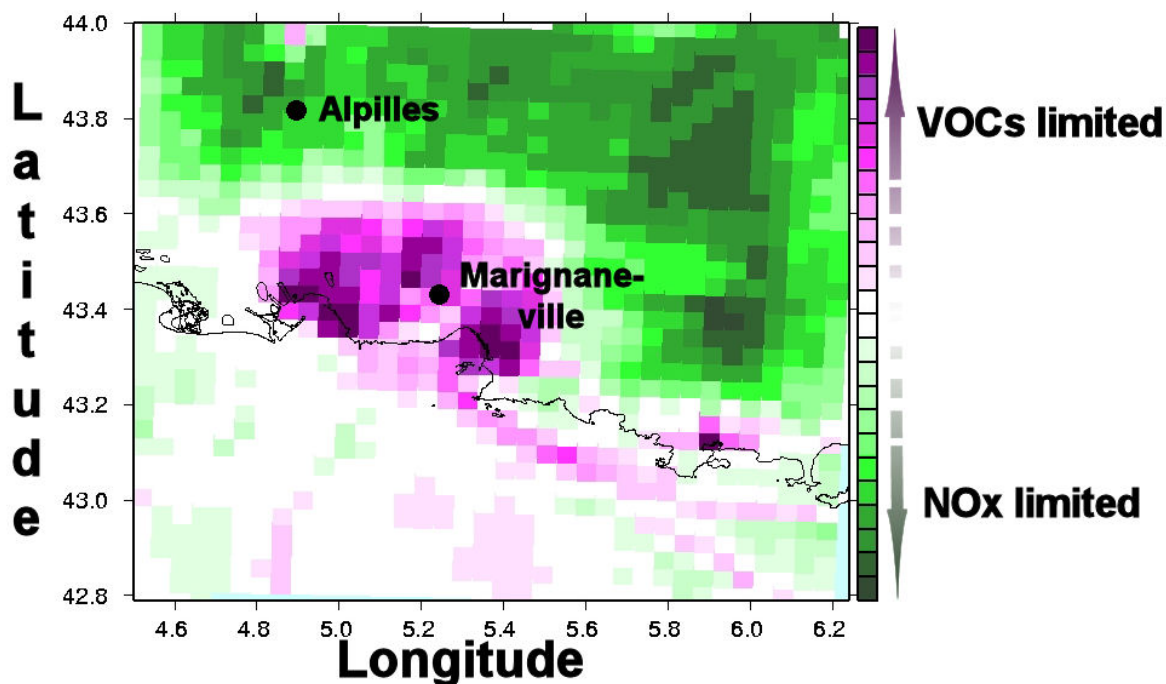 Latitude
44.0
43.8
43.6
43.4
43.2
43.0
42.8
Alpilles
Marignane-
ville
VOCs limited
NOx limited
4.6 4.8 5.0 5.2 5.4 5.6 5.8 6.0 6.2
Longitude